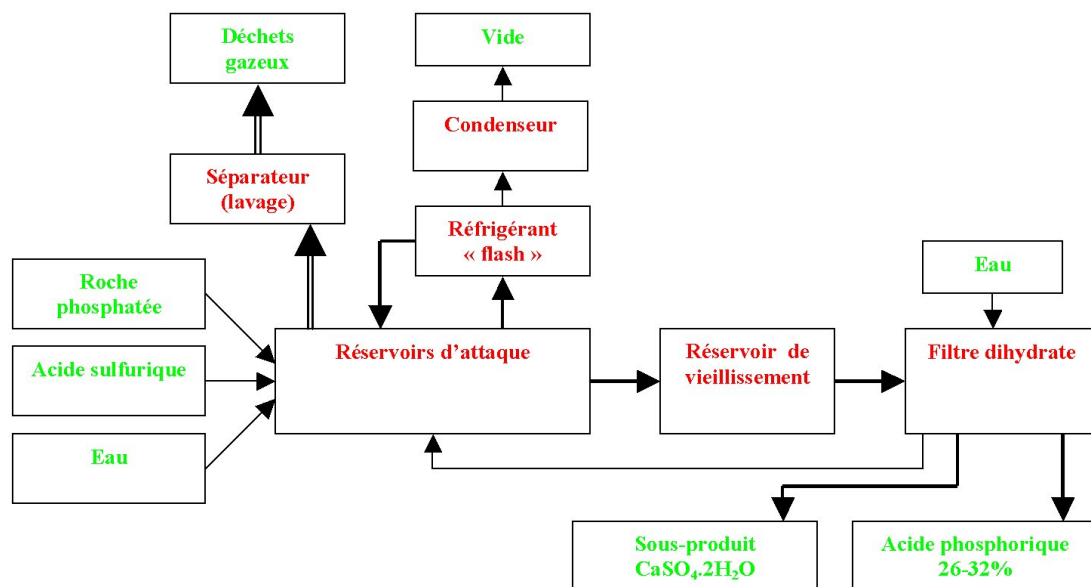 Déchets
gazeux
Vide
Condenseur
Séparateur
(lavage)
Réfrigérant
« flash »
Roche
phosphatée
Eau
Acide sulfurique
Réservoirs d’attaque
Réservoir de
vieillissement
Filtre dihydrate
Eau
Sous-produit
CaSO₄.2H₂O
Acide phosphorique
26-32%